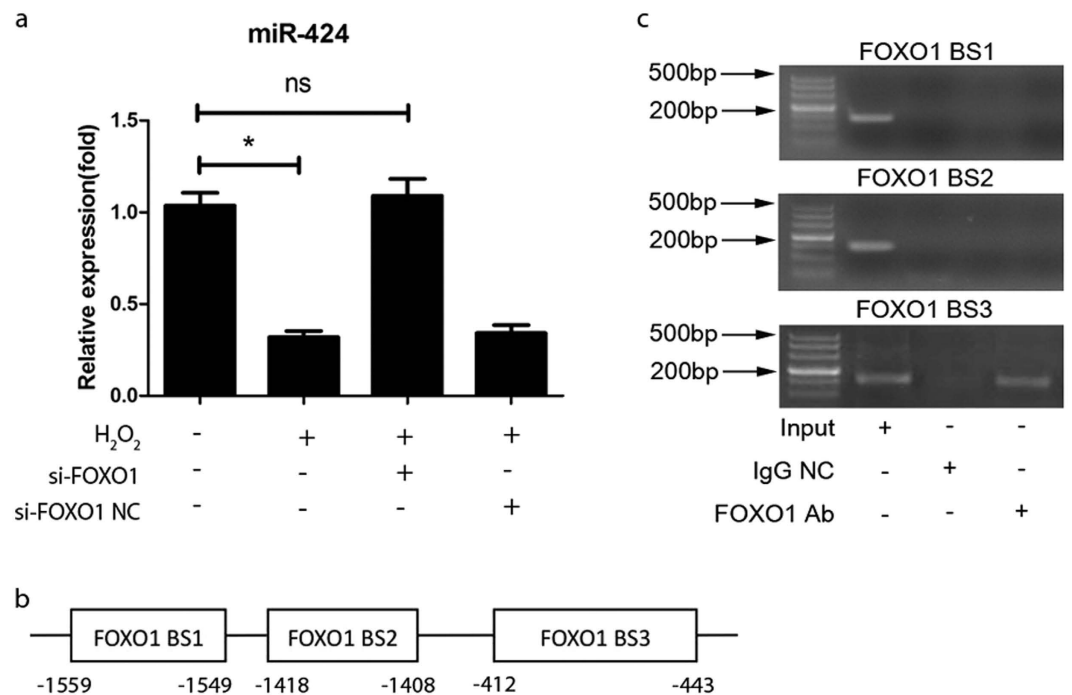 a
miR-424
ns
*
Relative expression(fold)
1.5
1.0
0.5
0.0
H₂O₂ - + + +
si-FOXO1 - - + -
si-FOXO1 NC - - - +
c
FOXO1 BS1
500bp
200bp
FOXO1 BS2
500bp
200bp
FOXO1 BS3
500bp
200bp
Input + - -
IgG NC - + -
FOXO1 Ab - - +
b
FOXO1 BS1 FOXO1 BS2 FOXO1 BS3
-1559 -1549 -1418 -1408 -412 -443